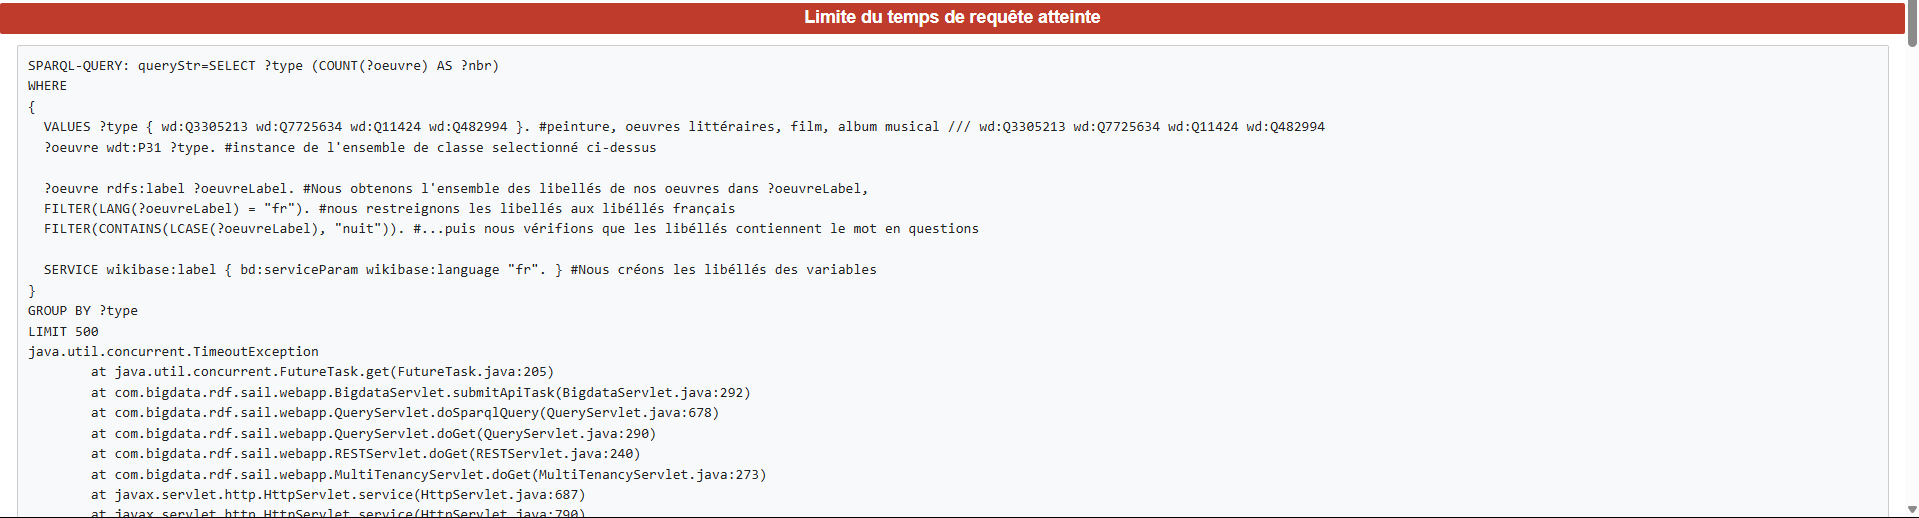 Limite du temps de requête atteinte
SPARQL-QUERY: queryStr=SELECT ?type (COUNT(?oeuvre) AS ?nbr)
WHERE
{
  VALUES ?type { wd:Q3305213 wd:Q7725634 wd:Q11424 wd:Q482994 }. #peinture, oeuvres littéraires, film, album musical /// wd:Q3305213 wd:Q7725634 wd:Q11424 wd:Q482994
  ?oeuvre wdt:P31 ?type. #instance de l'ensemble de classe selectionné ci-dessus
  ?oeuvre rdfs:label ?oeuvreLabel. #Nous obtenons l'ensemble des libellés de nos oeuvres dans ?oeuvreLabel,
  FILTER(LANG(?oeuvreLabel) = "fr"). #nous restreignons les libellés aux libéllés français
  FILTER(CONTAINS(LCASE(?oeuvreLabel), "nuit")). #...puis nous vérifions que les libéllés contiennent le mot en questions
  SERVICE wikibase:label { bd:serviceParam wikibase:language "fr". } #Nous créons les libéllés des variables
}
GROUP BY ?type
LIMIT 500
java.util.concurrent.TimeoutException
	at java.util.concurrent.FutureTask.get(FutureTask.java:205)
	at com.bigdata.rdf.sail.webapp.BigdataServlet.submitApiTask(BigdataServlet.java:292)
	at com.bigdata.rdf.sail.webapp.QueryServlet.doSparqlQuery(QueryServlet.java:678)
	at com.bigdata.rdf.sail.webapp.QueryServlet.doGet(QueryServlet.java:290)
	at com.bigdata.rdf.sail.webapp.RESTServlet.doGet(RESTServlet.java:240)
	at com.bigdata.rdf.sail.webapp.MultiTenancyServlet.doGet(MultiTenancyServlet.java:273)
	at javax.servlet.http.HttpServlet.service(HttpServlet.java:687)
	at javax.servlet.http.HttpServlet.service(HttpServlet.java:790)